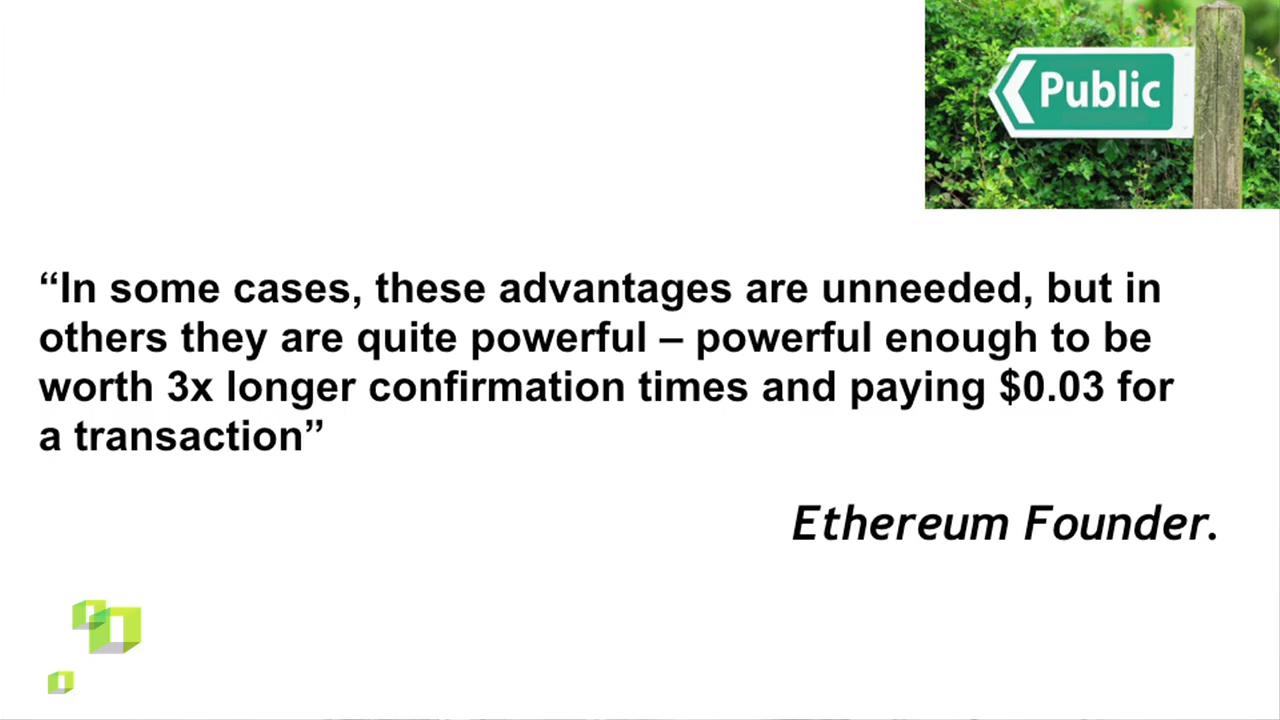 Public
“In some cases, these advantages are unneeded, but in
others they are quite powerful – powerful enough to be
worth 3x longer confirmation times and paying $0.03 for
a transaction”
Ethereum Founder.